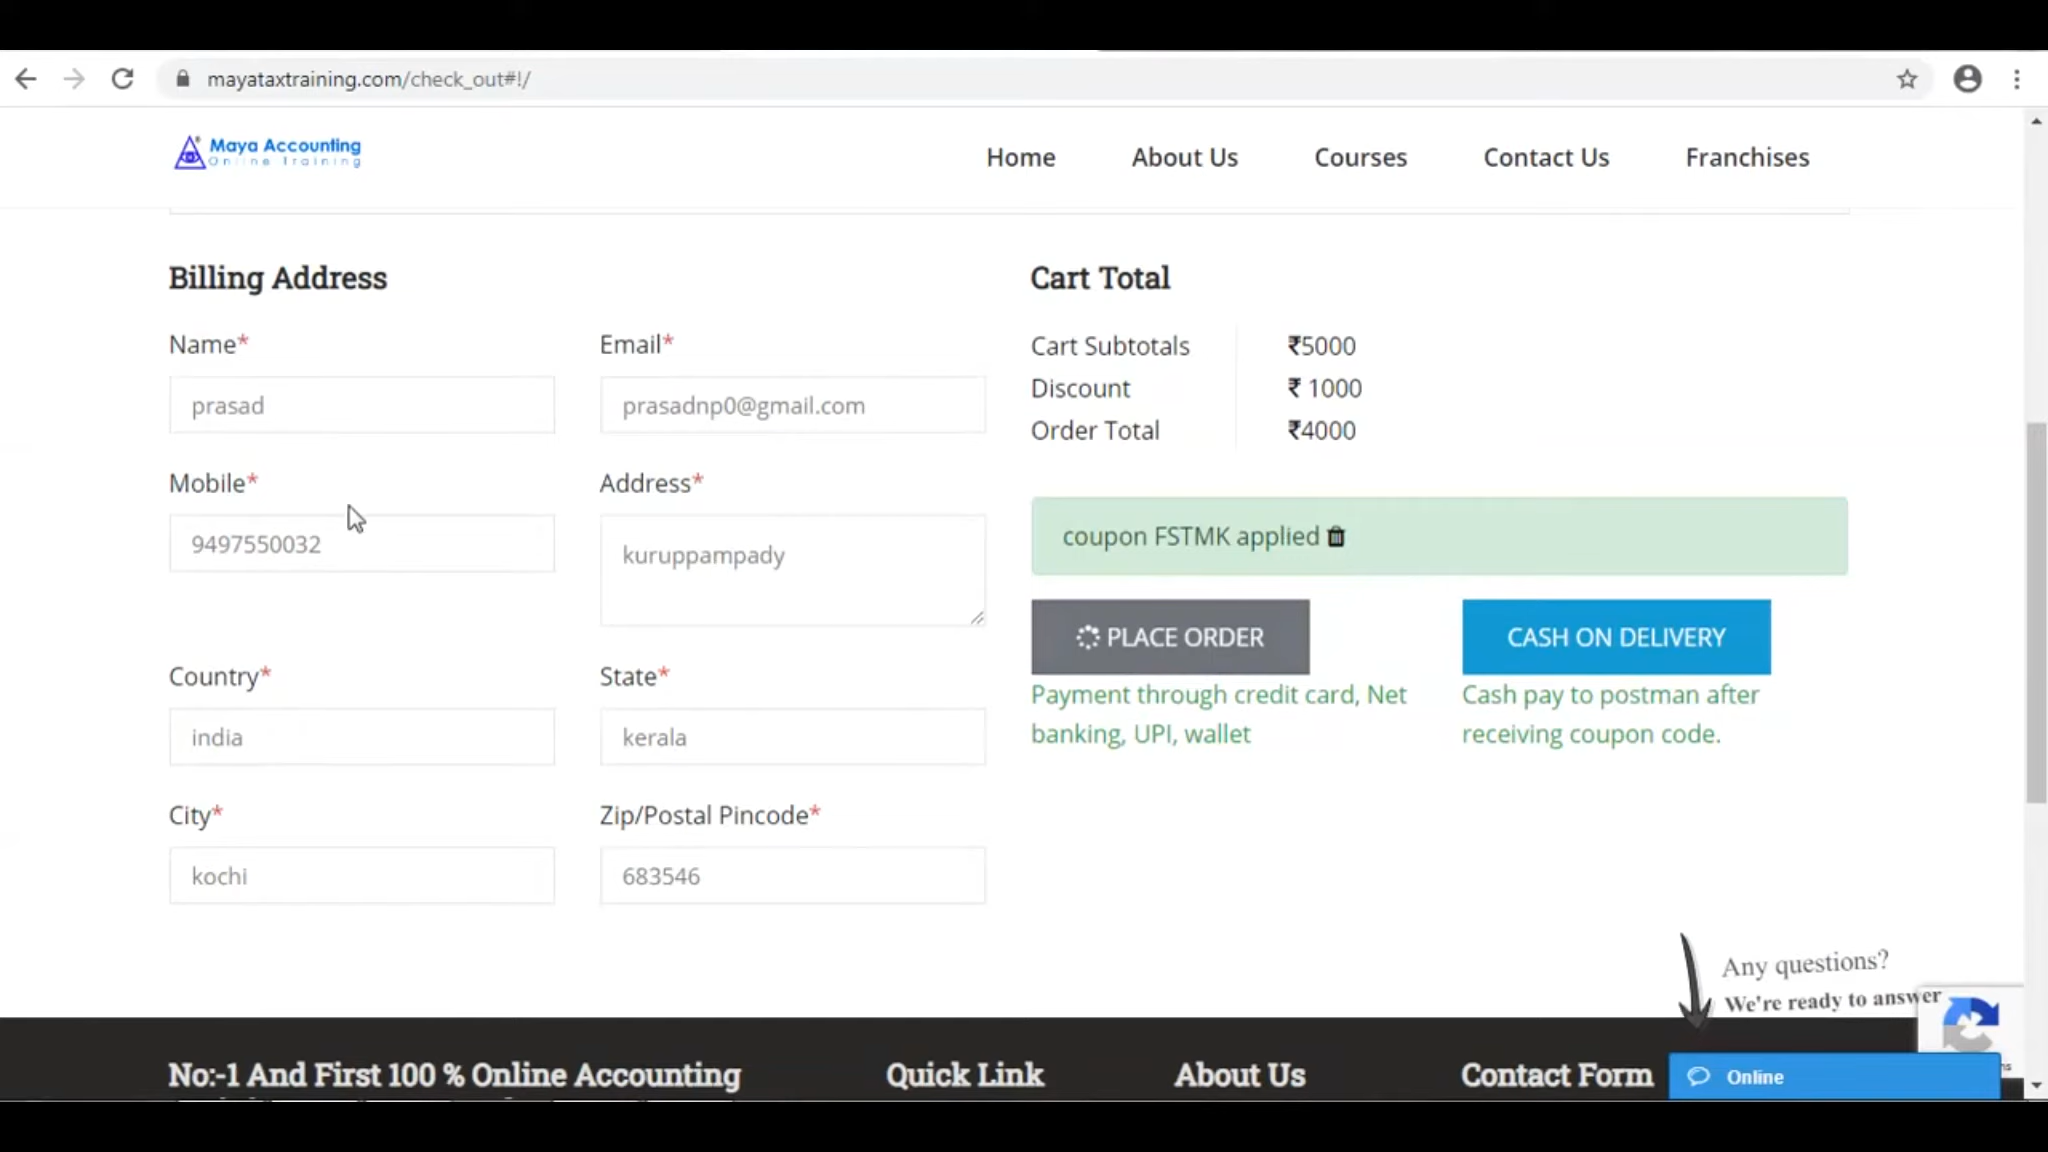 mayataxtraining.com/check_out#!/
Maya Accounting
Online Training
Home About Us Courses Contact Us Franchises
Billing Address
Name* Email*
prasad prasadnp0@gmail.com
Mobile* Address*
9497550032 kuruppampady
Country* State*
india kerala
City* Zip/Postal Pincode*
kochi 683546
Cart Total
Cart Subtotals ₹5000
Discount ₹ 1000
Order Total ₹4000
coupon FSTMK applied
PLACE ORDER
Payment through credit card, Net
banking, UPI, wallet
CASH ON DELIVERY
Cash pay to postman after
receiving coupon code.
Any questions?
We're ready to answer
No:-1 And First 100 % Online Accounting Quick Link About Us Contact Form
Online